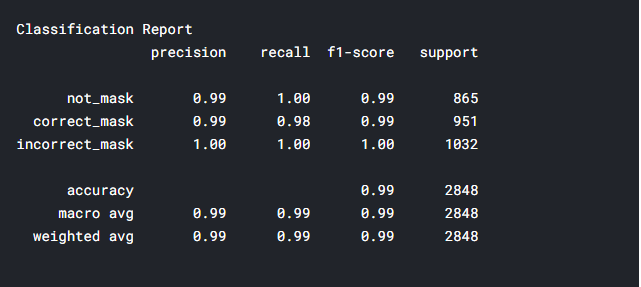 Classification Report
precision recall f1-score support
not_mask 0.99 1.00 0.99 865
correct_mask 0.99 0.98 0.99 951
incorrect_mask 1.00 1.00 1.00 1032
accuracy 0.99 2848
macro avg 0.99 0.99 0.99 2848
weighted avg 0.99 0.99 0.99 2848